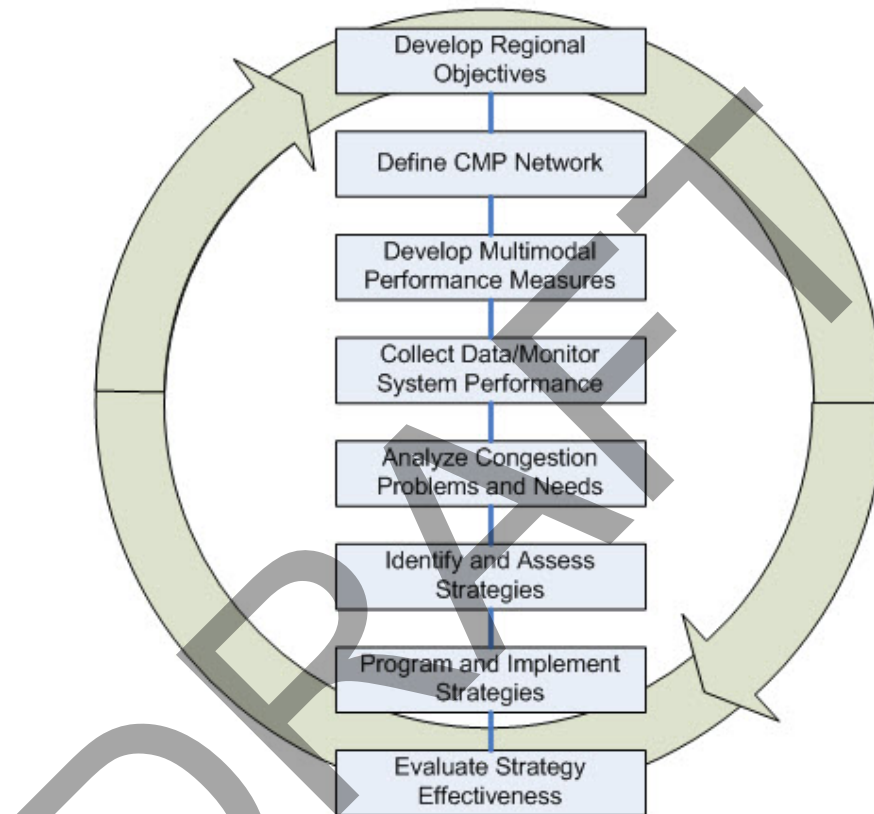 Develop Regional
Objectives
Define CMP Network
Develop Multimodal
Performance Measures
Collect Data/Monitor
System Performance
Analyze Congestion
Problems and Needs
Identify and Assess
Strategies
Program and Implement
Strategies
Evaluate Strategy
Effectiveness
DRAFT